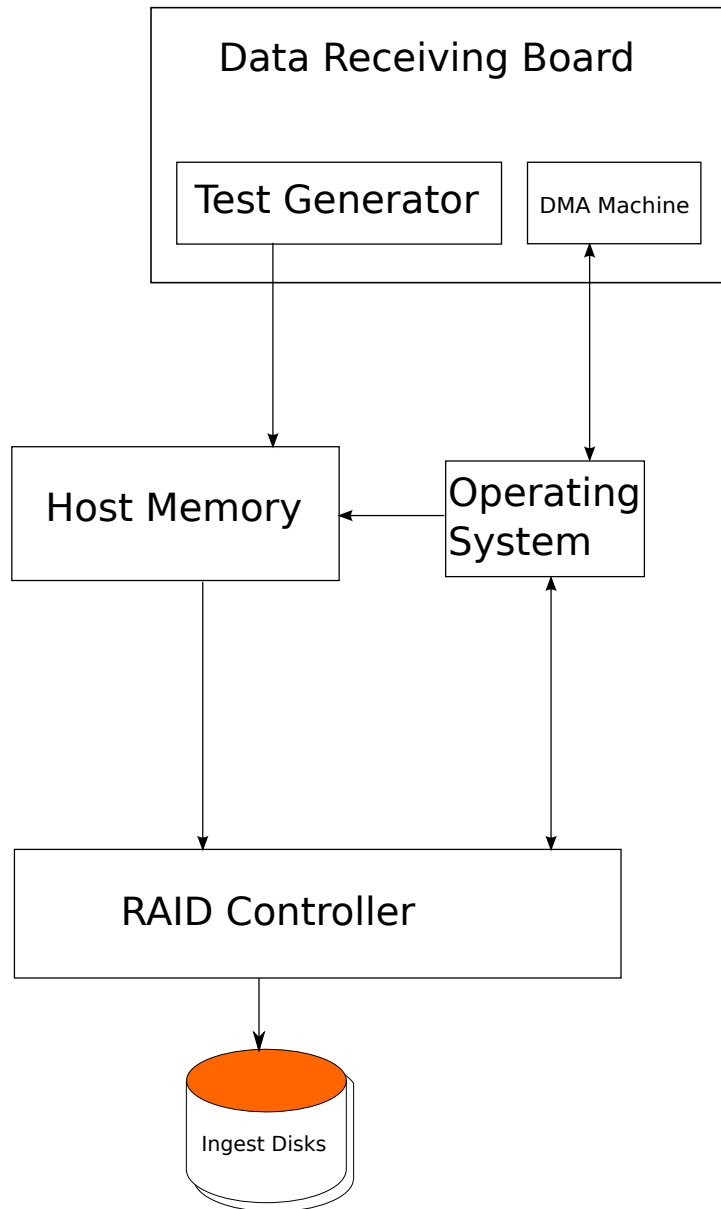 Data Receiving Board
Test Generator
DMA Machine
Host Memory
Operating
System
RAID Controller
Ingest Disks